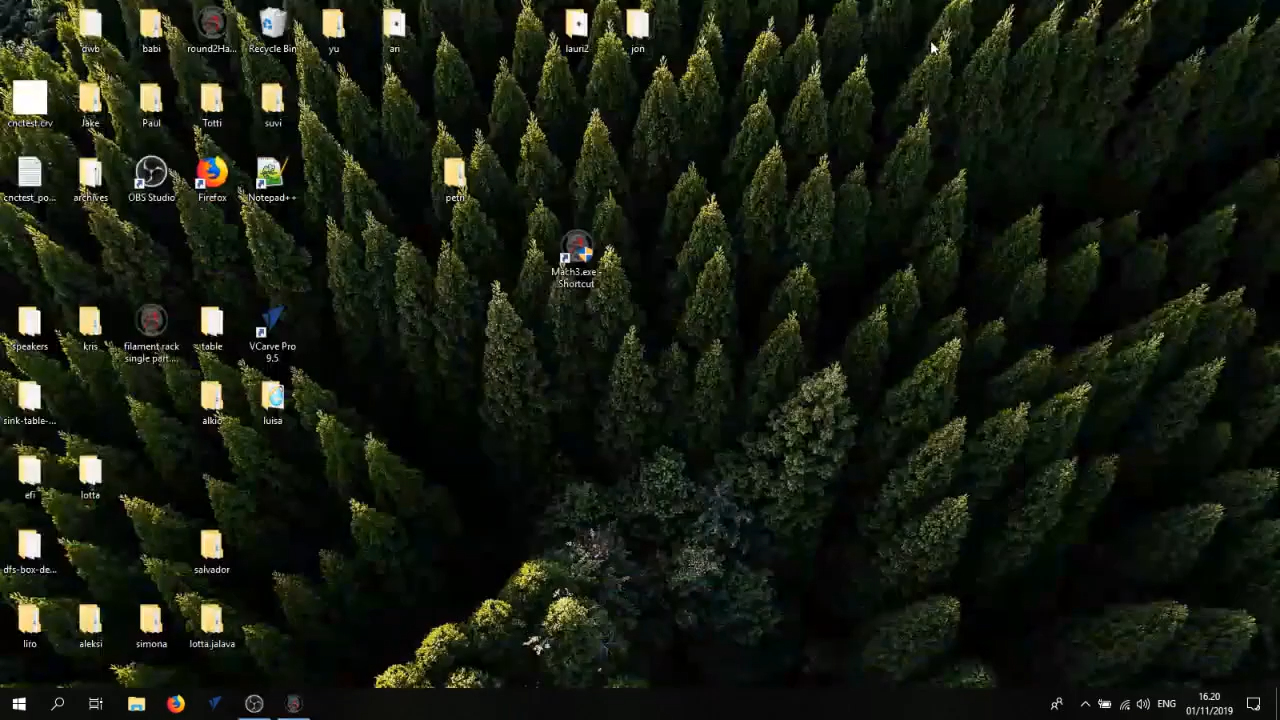 dwb
babi
round2Ha...
Recycle Bin
yu
ari
lauri2
jon
cnctest.crv
Jake
Paul
Totti
suvi
cnctest_po...
archives
OBS Studio
Firefox
Notepad++
petri
Mach3.exe -
Shortcut
speakers
kris
filament rack
single part....
table
VCarve Pro
9.5
sink-table-...
alkio
luisa
efi
lotta
dfs-box-de...
salvador
liro
aleksi
simona
lotta.jalava
ENG
16.20
01/11/2019